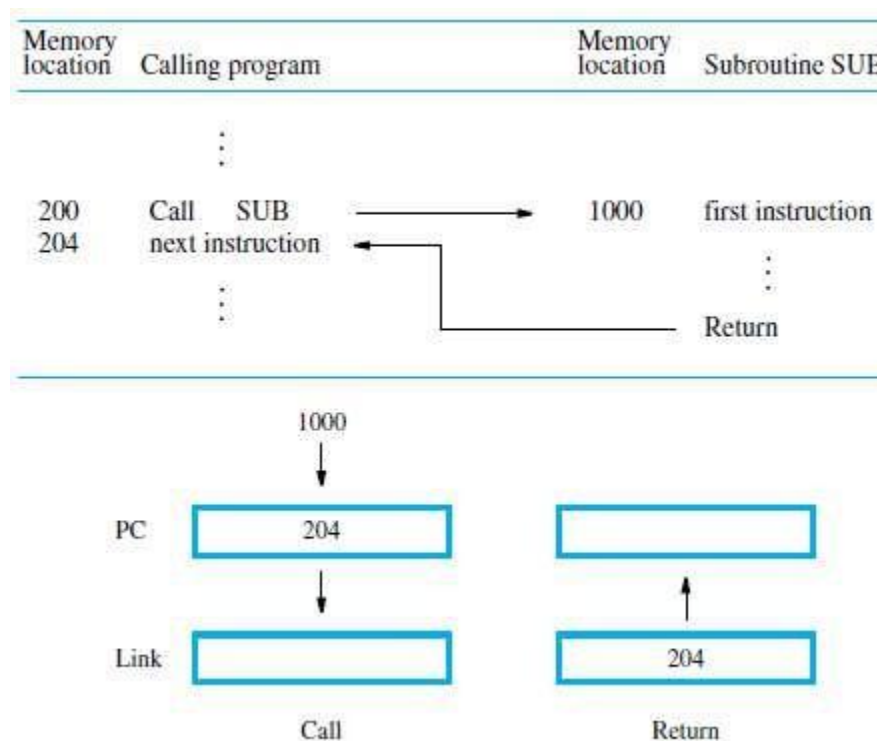 Memory location Calling program Memory location Subroutine SUB
200 Call SUB 1000 first instruction
204 next instruction
Return
1000
PC 204
Link 204
Call Return